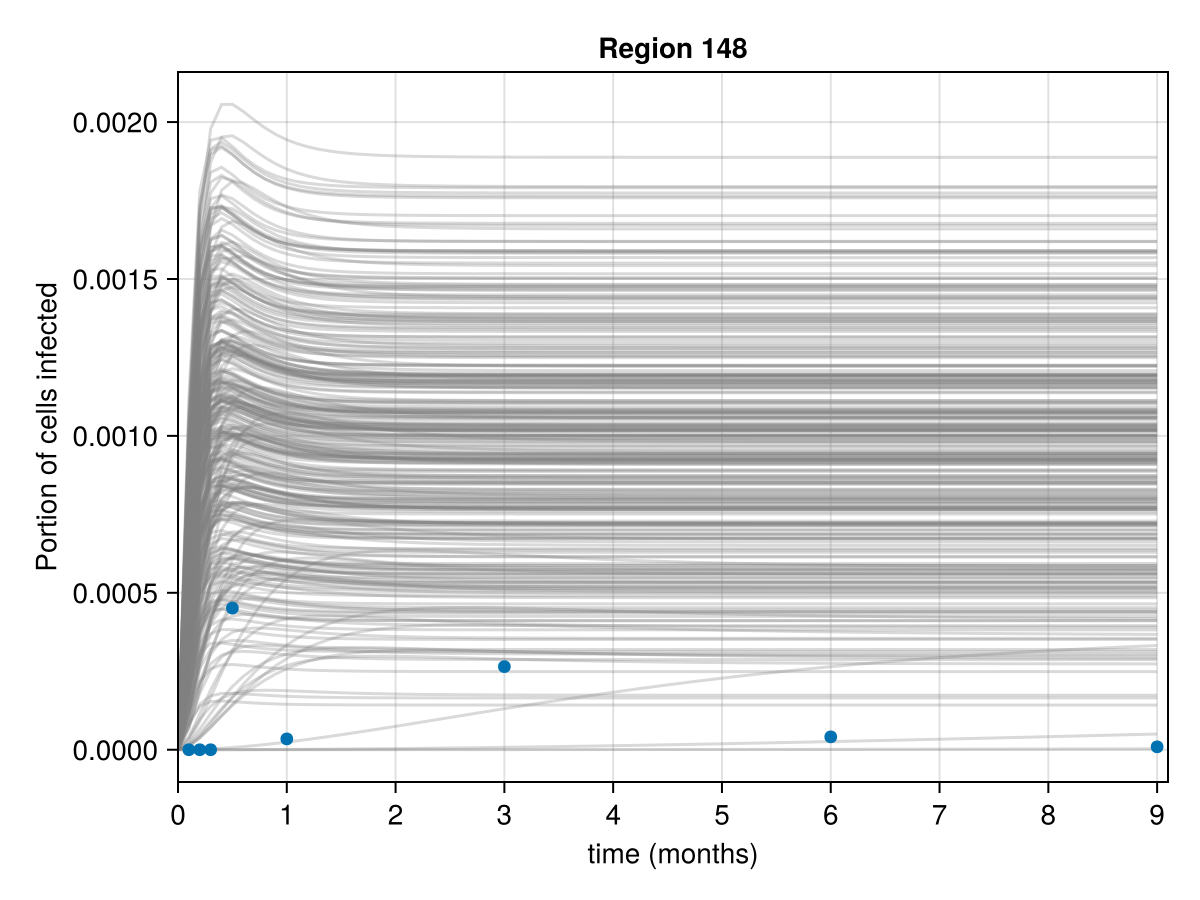 Region 148
0.0020
0.0015
0.0010
0.0005
0.0000
Portion of cells infected
0 1 2 3 4 5 6 7 8 9
time (months)